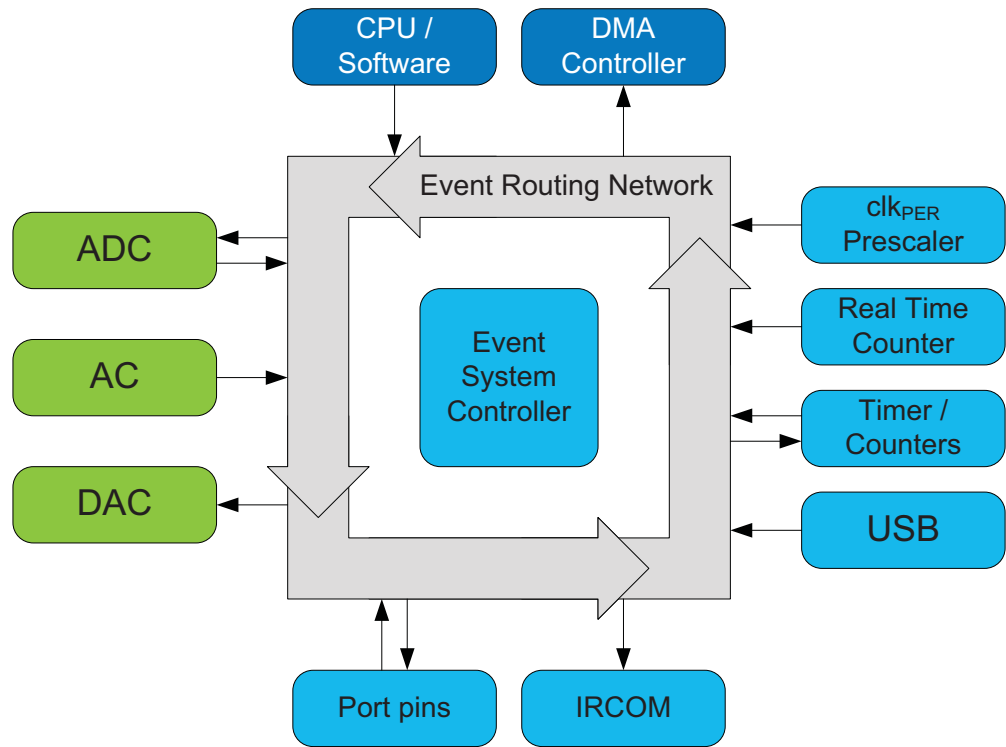 CPU /
Software
DMA
Controller
Event Routing Network
ADC
clkPER
Prescaler
Real Time
Counter
AC
Event
System
Controller
Timer /
Counters
DAC
USB
Port pins
IRCOM